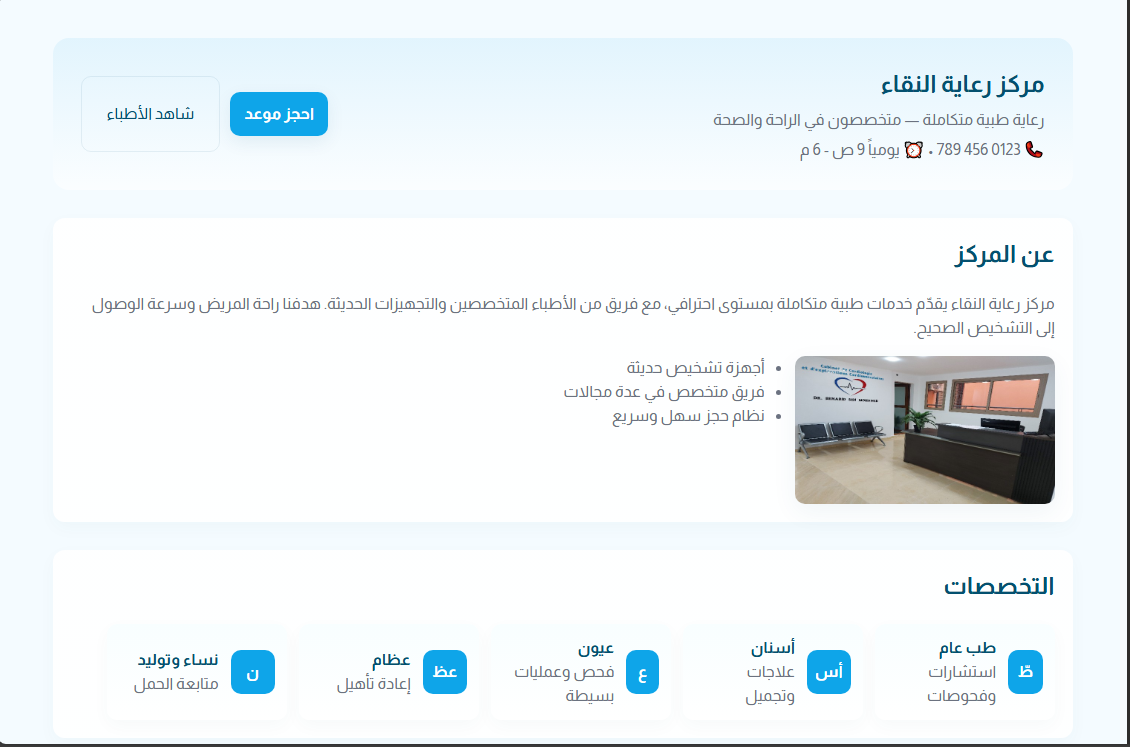 مركز رعاية النقاء
رعاية طبية متكاملة — متخصصون في الراحة والصحة
📞 0123 456 789 • ⏰ يومياً 9 ص - 6 م
احجز موعد
شاهد الأطباء
عن المركز
مركز رعاية النقاء يقدّم خدمات طبية متكاملة بمستوى احترافي، مع فريق من الأطباء المتخصصين والتجهيزات الحديثة. هدفنا راحة المريض وسرعة الوصول
إلى التشخيص الصحيح.
• أجهزة تشخيص حديثة
• فريق متخصص في عدة مجالات
• نظام حجز سهل وسريع
التخصصات
طّ
طب عام
استشارات
وفحوصات
أس
أسنان
علاجات
وتجميل
ع
عيون
فحص وعمليات
بسيطة
عظ
عظام
إعادة تأهيل
ن
نساء وتوليد
متابعة الحمل